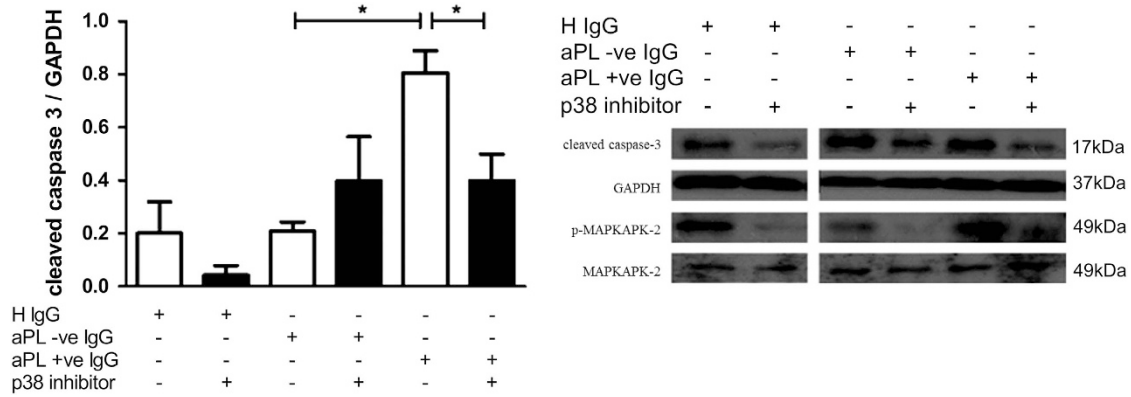 cleaved caspase 3 / GAPDH
1.0
0.8
0.6
0.4
0.2
0.0
* *
H IgG + + - - - -
aPL -ve IgG - - + + - -
aPL +ve IgG - - - - + +
p38 inhibitor - + - + - +
H IgG + + - - - -
aPL -ve IgG - - + + - -
aPL +ve IgG - - - - + +
p38 inhibitor - + - + - +
cleaved caspase-3 17kDa
GAPDH 37kDa
p-MAPKAPK-2 49kDa
MAPKAPK-2 49kDa